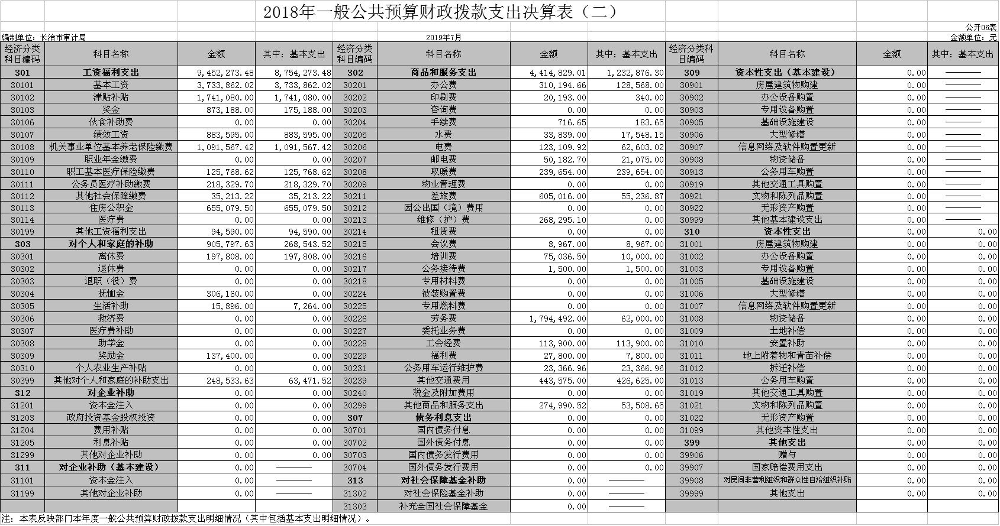 2018年一般公共预算财政拨款支出决算表（二）
公开06表
编制单位：长治市审计局 2019年7月 金额单位：元
经济分类科目编码 科目名称 金额 其中：基本支出 经济分类科目编码 科目名称 金额 其中：基本支出 经济分类科目编码 科目名称 金额 其中：基本支出
301 工资福利支出 9,452,273.48 8,754,273.48 302 商品和服务支出 4,414,829.01 1,232,876.30 309 资本性支出（基本建设） 0.00 ————
30101 基本工资 3,733,862.02 3,733,862.02 30201 办公费 310,194.66 128,568.00 30901 房屋建筑物购建 0.00 ————
30102 津贴补贴 1,741,080.00 1,741,080.00 30202 印刷费 20,193.00 340.00 30902 办公设备购置 0.00 ————
30103 奖金 873,188.00 175,188.00 30203 咨询费 0.00 0.00 30903 专用设备购置 0.00 ————
30106 伙食补助费 0.00 0.00 30204 手续费 716.65 183.65 30905 基础设施建设 0.00 ————
30107 绩效工资 883,595.00 883,595.00 30205 水费 33,839.00 17,548.15 30906 大型修缮 0.00 ————
30108 机关事业单位基本养老保险缴费 1,091,567.42 1,091,567.42 30206 电费 123,109.92 62,603.02 30907 信息网络及软件购置更新 0.00 ————
30109 职业年金缴费 0.00 0.00 30207 邮电费 50,182.70 21,075.00 30908 物资储备 0.00 ————
30110 职工基本医疗保险缴费 125,768.62 125,768.62 30208 取暖费 239,654.00 239,654.00 30913 公务用车购置 0.00 ————
30111 公务员医疗补助缴费 218,329.70 218,329.70 30209 物业管理费 0.00 0.00 30919 其他交通工具购置 0.00 ————
30112 其他社会保障缴费 35,213.22 35,213.22 30211 差旅费 605,016.00 55,236.87 30921 文物和陈列品购置 0.00 ————
30113 住房公积金 655,079.50 655,079.50 30212 因公出国（境）费用 0.00 0.00 30922 无形资产购置 0.00 ————
30114 医疗费 0.00 0.00 30213 维修（护）费 268,295.10 0.00 30999 其他基本建设支出 0.00 ————
30199 其他工资福利支出 94,590.00 94,590.00 30214 租赁费 0.00 0.00 310 资本性支出 0.00 0.00
303 对个人和家庭的补助 905,797.63 268,543.52 30215 会议费 8,967.00 8,967.00 31001 房屋建筑物购建 0.00 0.00
30301 离休费 197,808.00 197,808.00 30216 培训费 75,036.50 10,000.00 31002 办公设备购置 0.00 0.00
30302 退休费 0.00 0.00 30217 公务接待费 1,500.00 1,500.00 31003 专用设备购置 0.00 0.00
30303 退职（役）费 0.00 0.00 30218 专用材料费 0.00 0.00 31005 基础设施建设 0.00 0.00
30304 抚恤金 306,160.00 0.00 30224 被装购置费 0.00 0.00 31006 大型修缮 0.00 0.00
30305 生活补助 15,896.00 7,264.00 30225 专用燃料费 0.00 0.00 31007 信息网络及软件购置更新 0.00 0.00
30306 救济费 0.00 0.00 30226 劳务费 1,794,492.00 62,000.00 31008 物资储备 0.00 0.00
30307 医疗费补助 0.00 0.00 30227 委托业务费 0.00 0.00 31009 土地补偿 0.00 0.00
30308 助学金 0.00 0.00 30228 工会经费 113,900.00 113,900.00 31010 安置补助 0.00 0.00
30309 奖励金 137,400.00 0.00 30229 福利费 27,800.00 7,800.00 31011 地上附着物和青苗补偿 0.00 0.00
30310 个人农业生产补贴 0.00 0.00 30231 公务用车运行维护费 23,366.96 23,366.96 31012 拆迁补偿 0.00 0.00
30399 其他对个人和家庭的补助支出 248,533.63 63,471.52 30239 其他交通费用 443,575.00 426,625.00 31013 公务用车购置 0.00 0.00
312 对企业补助 0.00 0.00 30240 税金及附加费用 0.00 0.00 31019 其他交通工具购置 0.00 0.00
31201 资本金注入 0.00 0.00 30299 其他商品和服务支出 274,990.52 53,508.65 31021 文物和陈列品购置 0.00 0.00
31203 政府投资基金股权投资 0.00 0.00 307 债务利息支出 0.00 0.00 31022 无形资产购置 0.00 0.00
31204 费用补贴 0.00 0.00 30701 国内债务付息 0.00 0.00 31099 其他资本性支出 0.00 0.00
31205 利息补贴 0.00 0.00 30702 国外债务付息 0.00 0.00 399 其他支出 0.00 0.00
31299 其他对企业补助 0.00 0.00 30703 国内债务发行费用 0.00 0.00 39906 赠与 0.00 0.00
311 对企业补助（基本建设） 0.00 ———— 30704 国外债务发行费用 0.00 0.00 39907 国家赔偿费用支出 0.00 0.00
31101 资本金注入 0.00 ———— 313 对社会保障基金补助 0.00 ———— 39908 对民间非营利组织和群众性自治组织补贴 0.00 0.00
31199 其他对企业补助 0.00 ———— 31302 对社会保险基金补助 0.00 ———— 39999 其他支出 0.00 0.00
31303 补充全国社会保障基金 0.00 ————
注：本表反映部门本年度一般公共预算财政拨款支出明细情况（其中包括基本支出明细情况）。